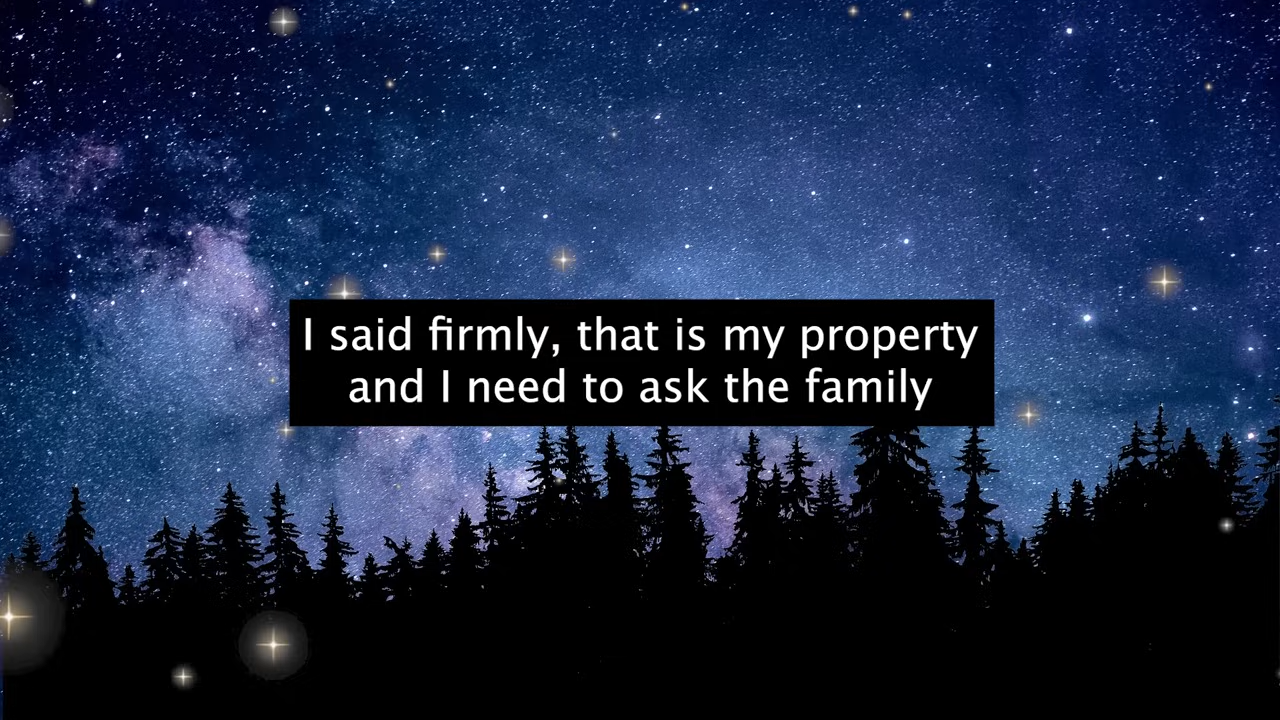 I said firmly, that is my property
and I need to ask the family